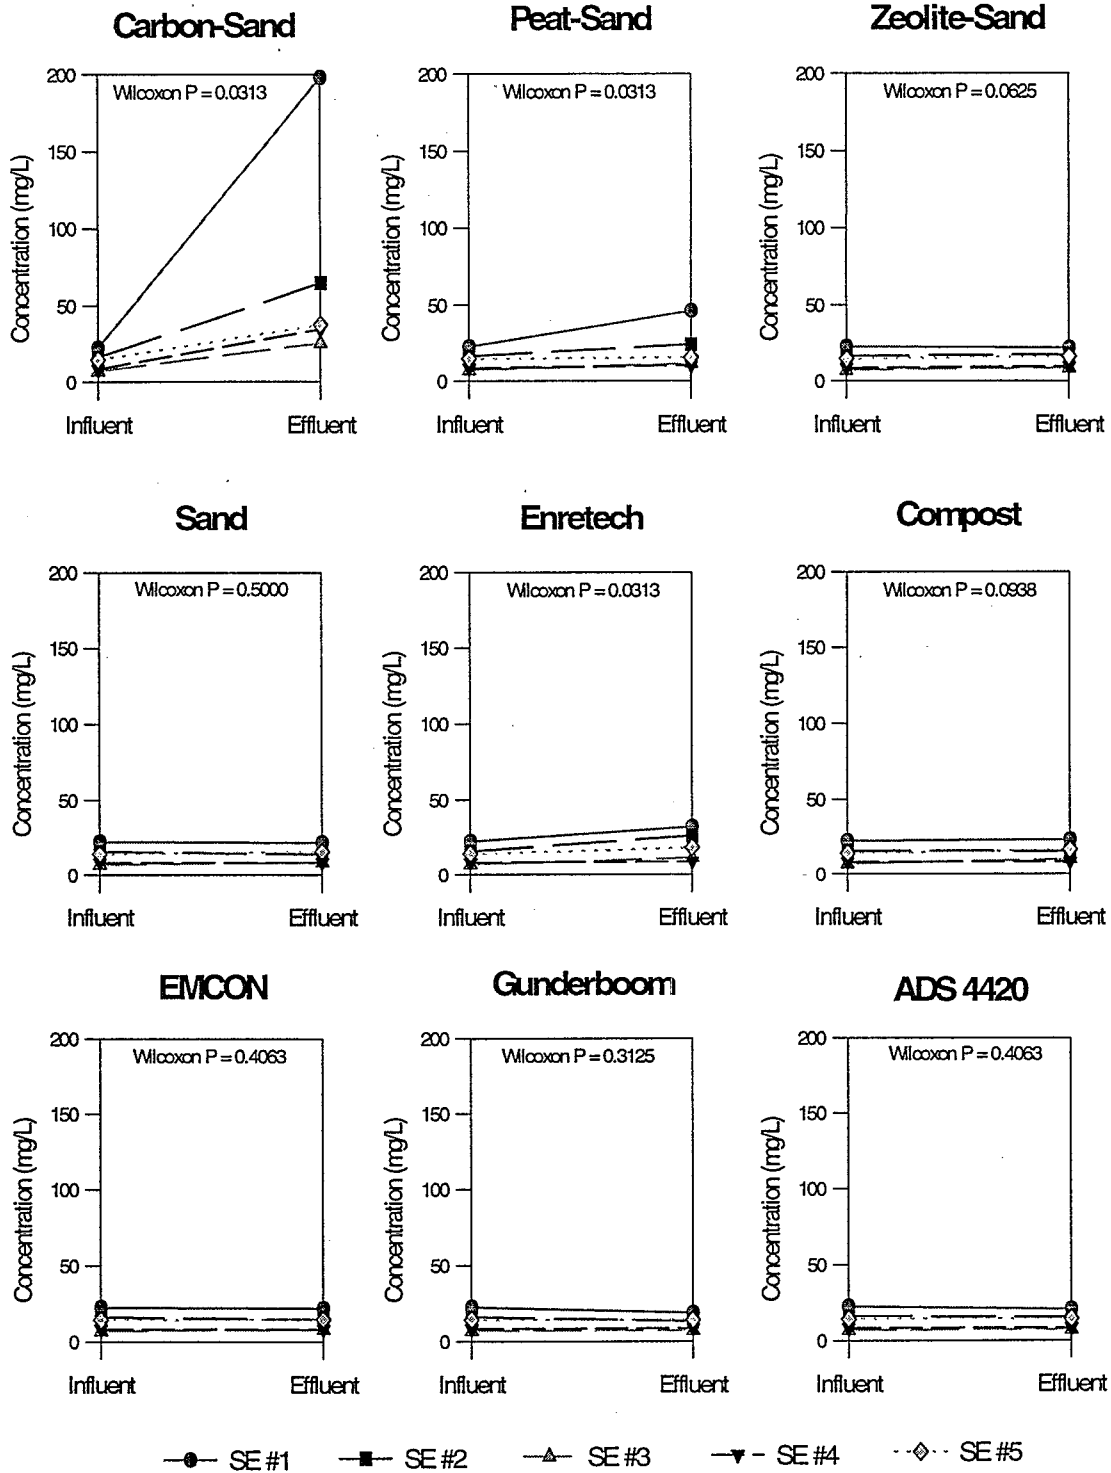 Carbon-Sand
Peat-Sand
Zeolite-Sand
Wilcoxon P = 0.0313
Wilcoxon P = 0.0313
Wilcoxon P = 0.0625
Concentration (mg/L)
200
150
100
50
0
Influent
Effluent
Concentration (mg/L)
200
150
100
50
0
Influent
Effluent
Concentration (mg/L)
200
150
100
50
0
Influent
Effluent
Sand
Enretech
Compost
Wilcoxon P = 0.5000
Wilcoxon P = 0.0313
Wilcoxon P = 0.0938
Concentration (mg/L)
200
150
100
50
0
Influent
Effluent
Concentration (mg/L)
200
150
100
50
0
Influent
Effluent
Concentration (mg/L)
200
150
100
50
0
Influent
Effluent
EMCON
Gunderboom
ADS 4420
Wilcoxon P = 0.4063
Wilcoxon P = 0.3125
Wilcoxon P = 0.4063
Concentration (mg/L)
200
150
100
50
0
Influent
Effluent
Concentration (mg/L)
200
150
100
50
0
Influent
Effluent
Concentration (mg/L)
200
150
100
50
0
Influent
Effluent
SE #1
SE #2
SE #3
SE #4
SE #5